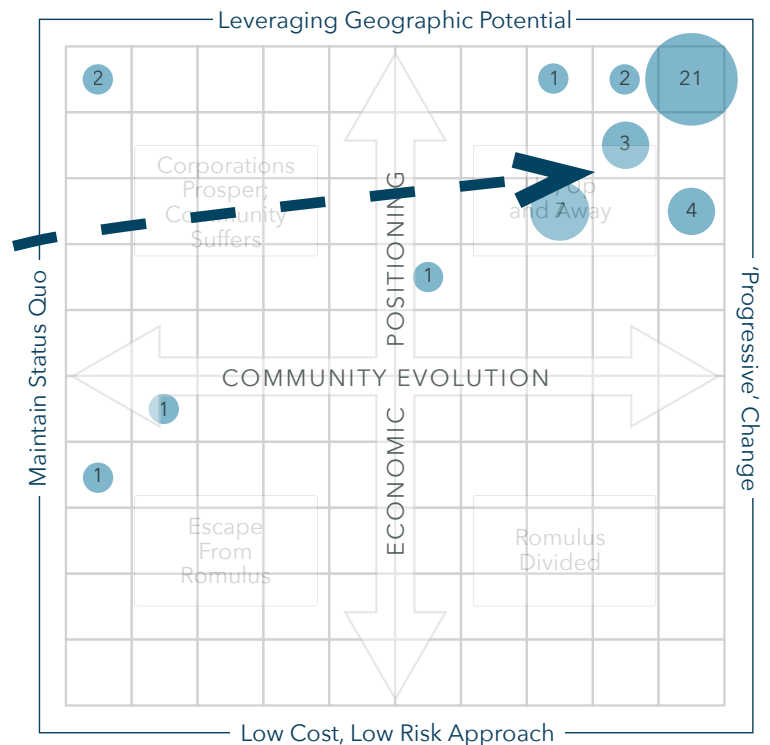 Leveraging Geographic Potential
2
1
2
21
3
Corporations
Prosper;
Community
Suffers
Up, Up
and Away
7
4
POSITIONING
1
Maintain Status Quo
'Progressive' Change
COMMUNITY EVOLUTION
1
ECONOMIC
1
Escape
From
Romulus
Romulus
Divided
Low Cost, Low Risk Approach